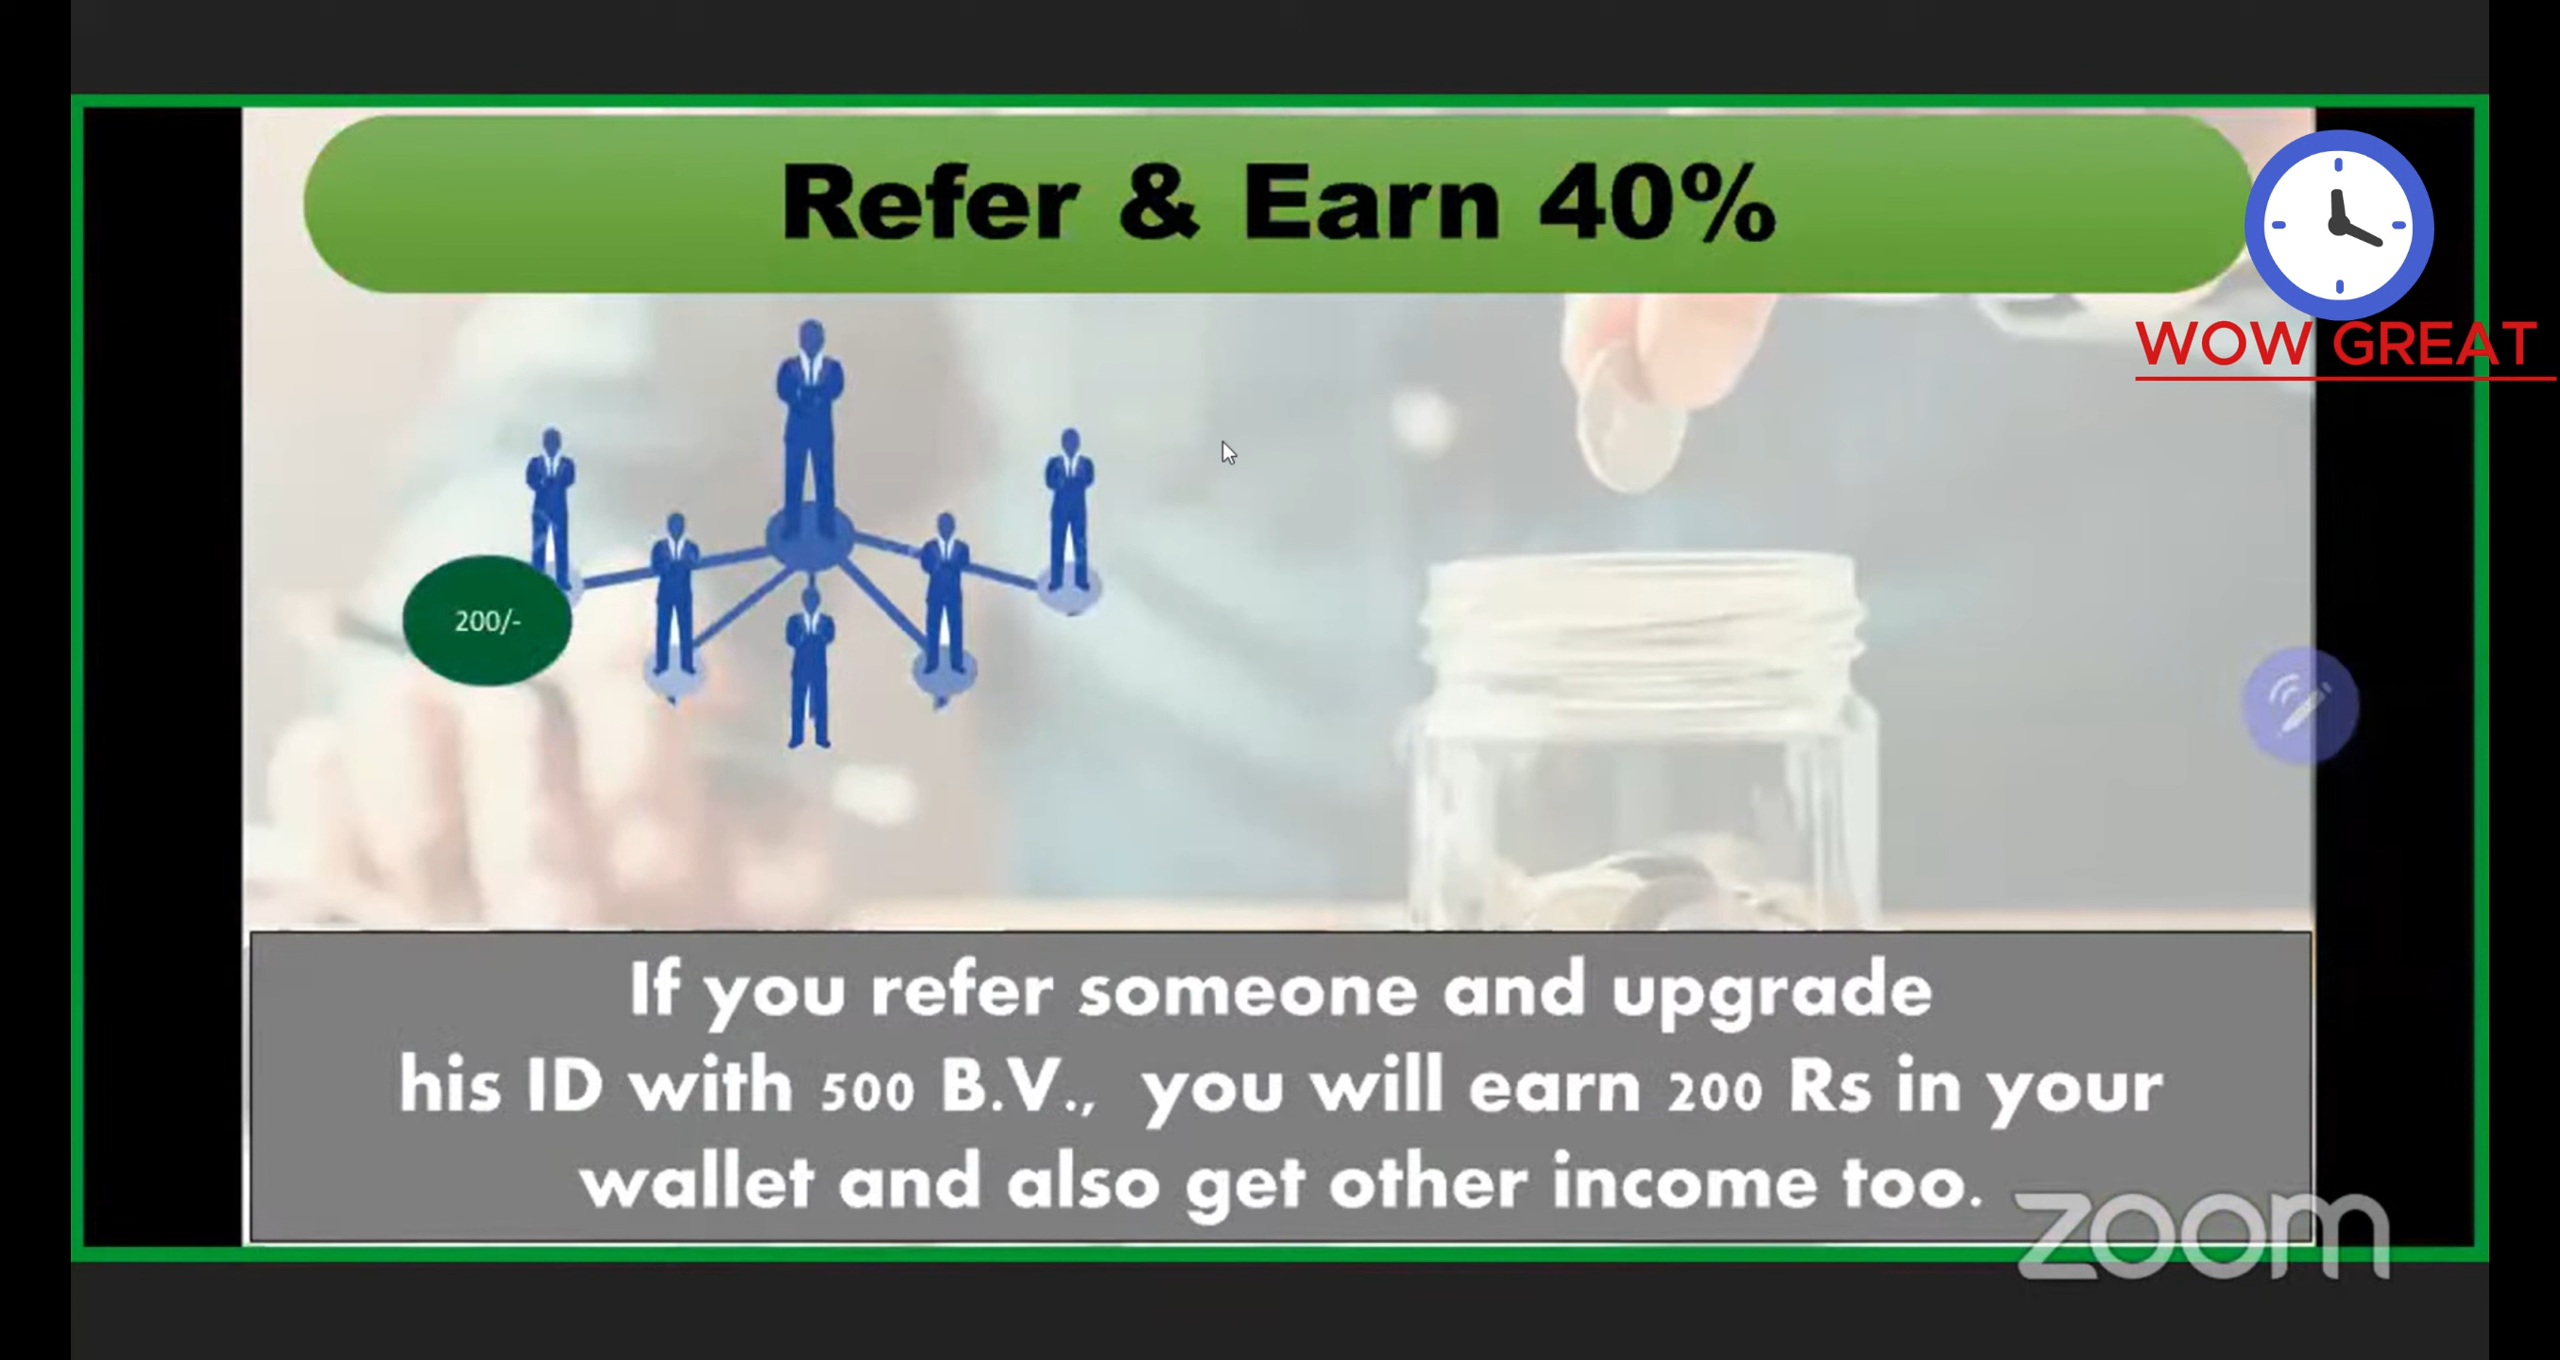 Refer & Earn 40%
WOW GREAT
200/-
If you refer someone and upgrade
his ID with 500 B.V., you will earn 200 Rs in your
wallet and also get other income too.
zoom